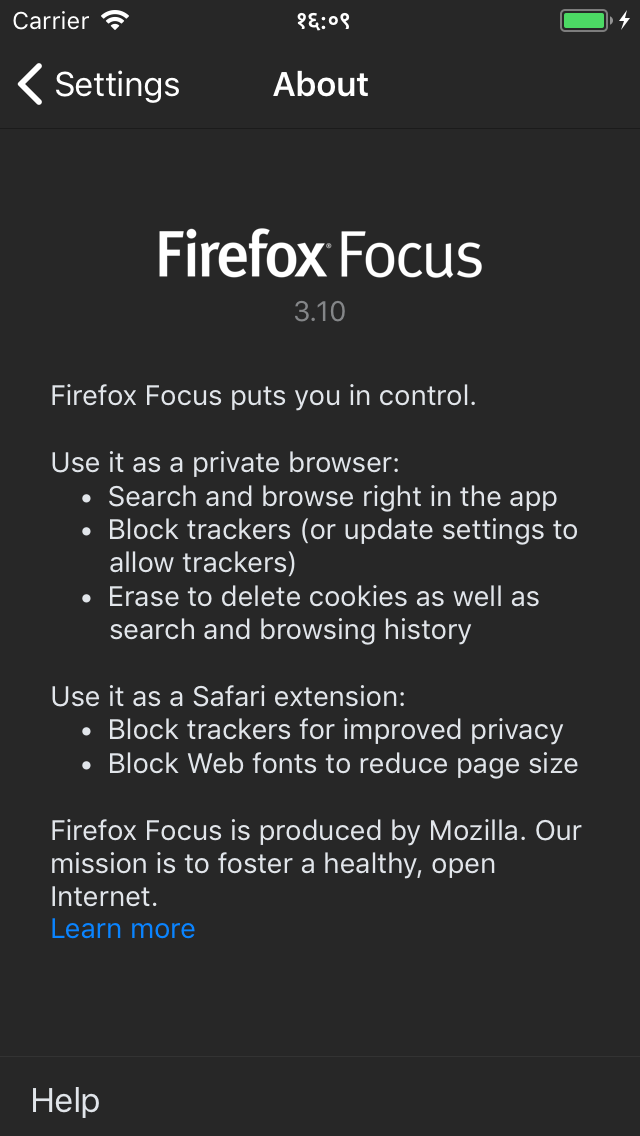 Carrier
१६:०९
Settings
About
Firefox® Focus
3.10
Firefox Focus puts you in control.
Use it as a private browser:
• Search and browse right in the app
• Block trackers (or update settings to
allow trackers)
• Erase to delete cookies as well as
search and browsing history
Use it as a Safari extension:
• Block trackers for improved privacy
• Block Web fonts to reduce page size
Firefox Focus is produced by Mozilla. Our
mission is to foster a healthy, open
Internet.
Learn more
Help